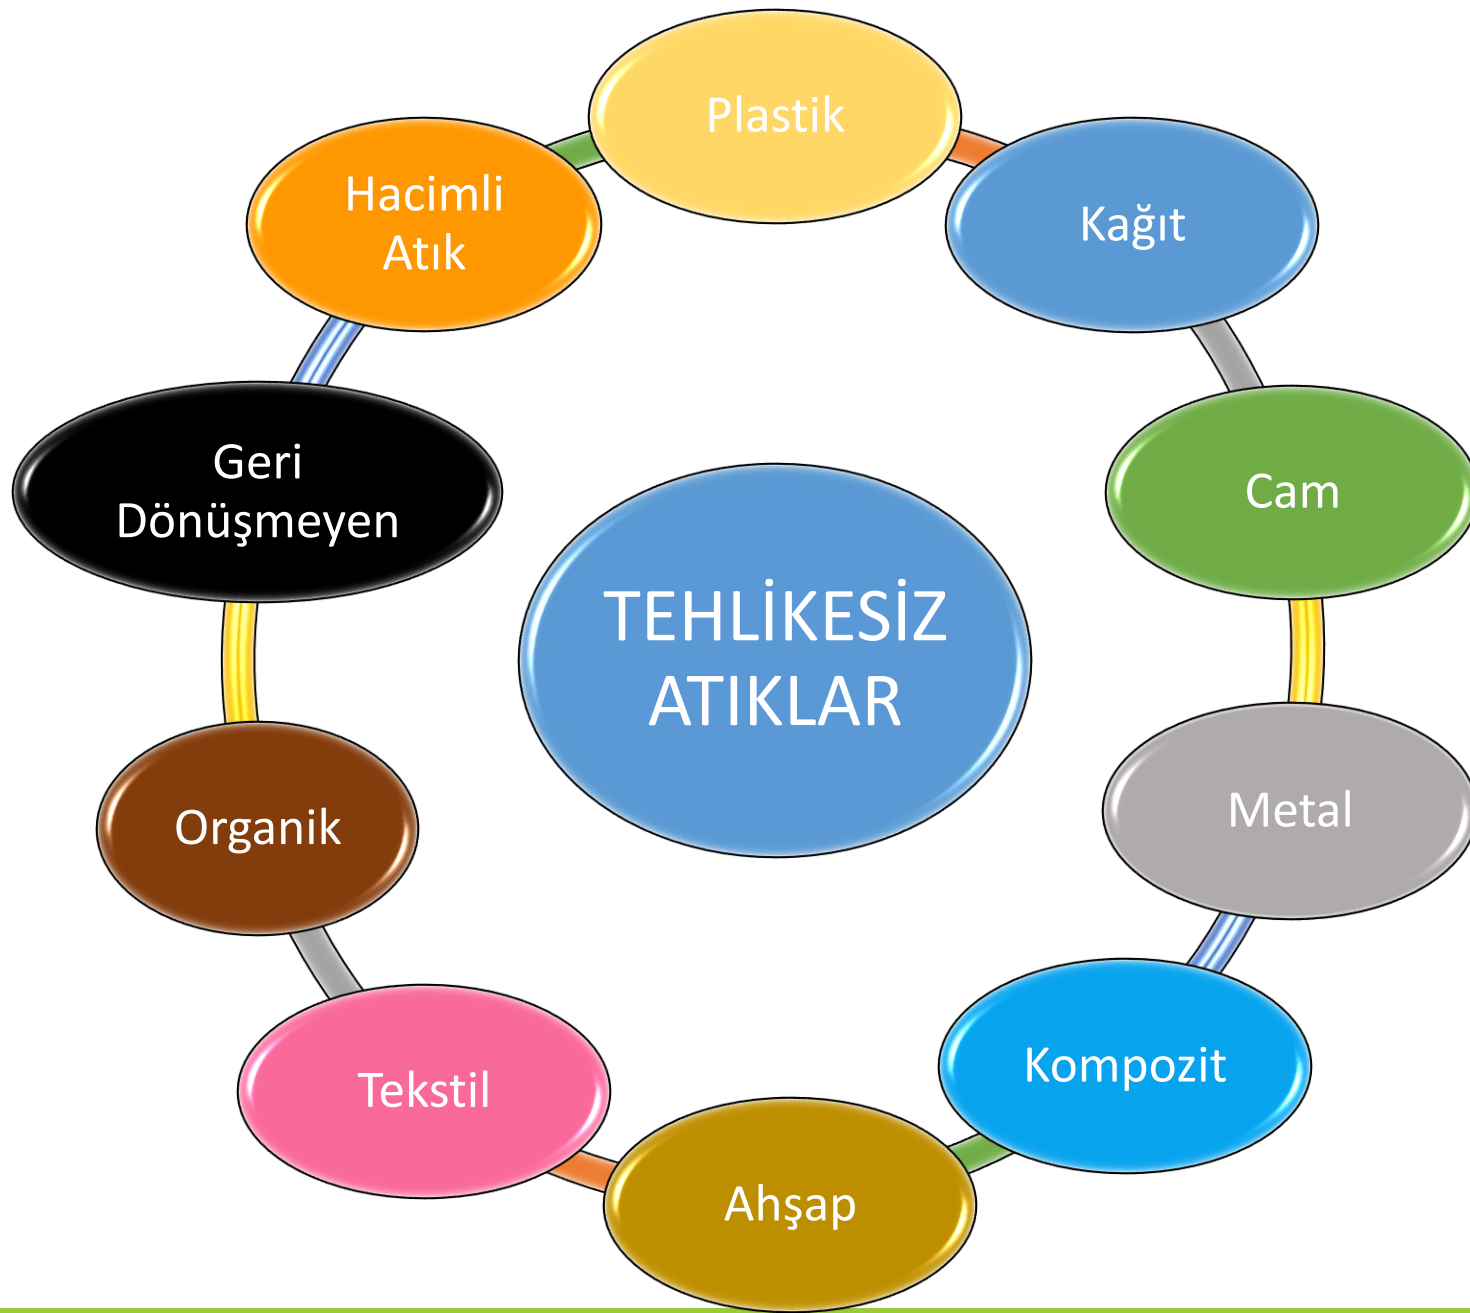 Plastik
Kağıt
Cam
Metal
Kompozit
Ahşap
Tekstil
Organik
Geri
Dönüşmeyen
Hacimli
Atık
TEHLİKESİZ
ATIKLAR